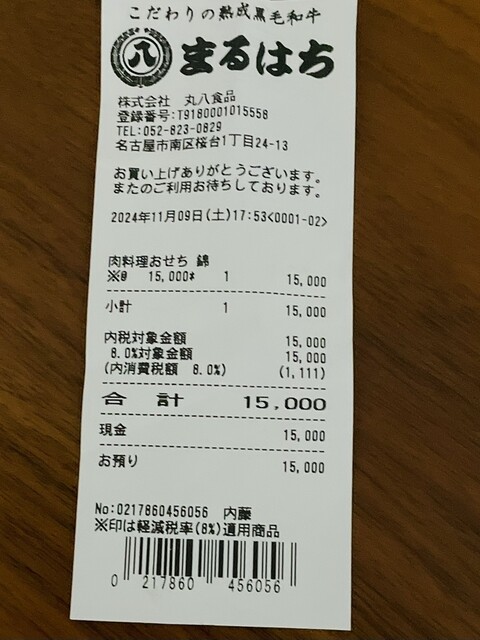 こだわりの熟成黒毛和牛
八 まるはち
株式会社 丸八食品
登録番号:T9180001015558
TEL:052-823-0829
名古屋市南区桜台1丁目24-13
お買い上げありがとうございます。
またのご利用お待ちしております。
2024年11月09日(土)17:53<0001-02>
肉料理おせち 錦
※@ 15,000* 1 15,000
小計 1 15,000
内税対象金額 15,000
8.0%対象金額 15,000
(内消費税額 8.0%) (1,111)
合 計 15,000
現金 15,000
お預り 15,000
No:0217860456056 内藤
※印は軽減税率(8%)適用商品
0 217860 456056